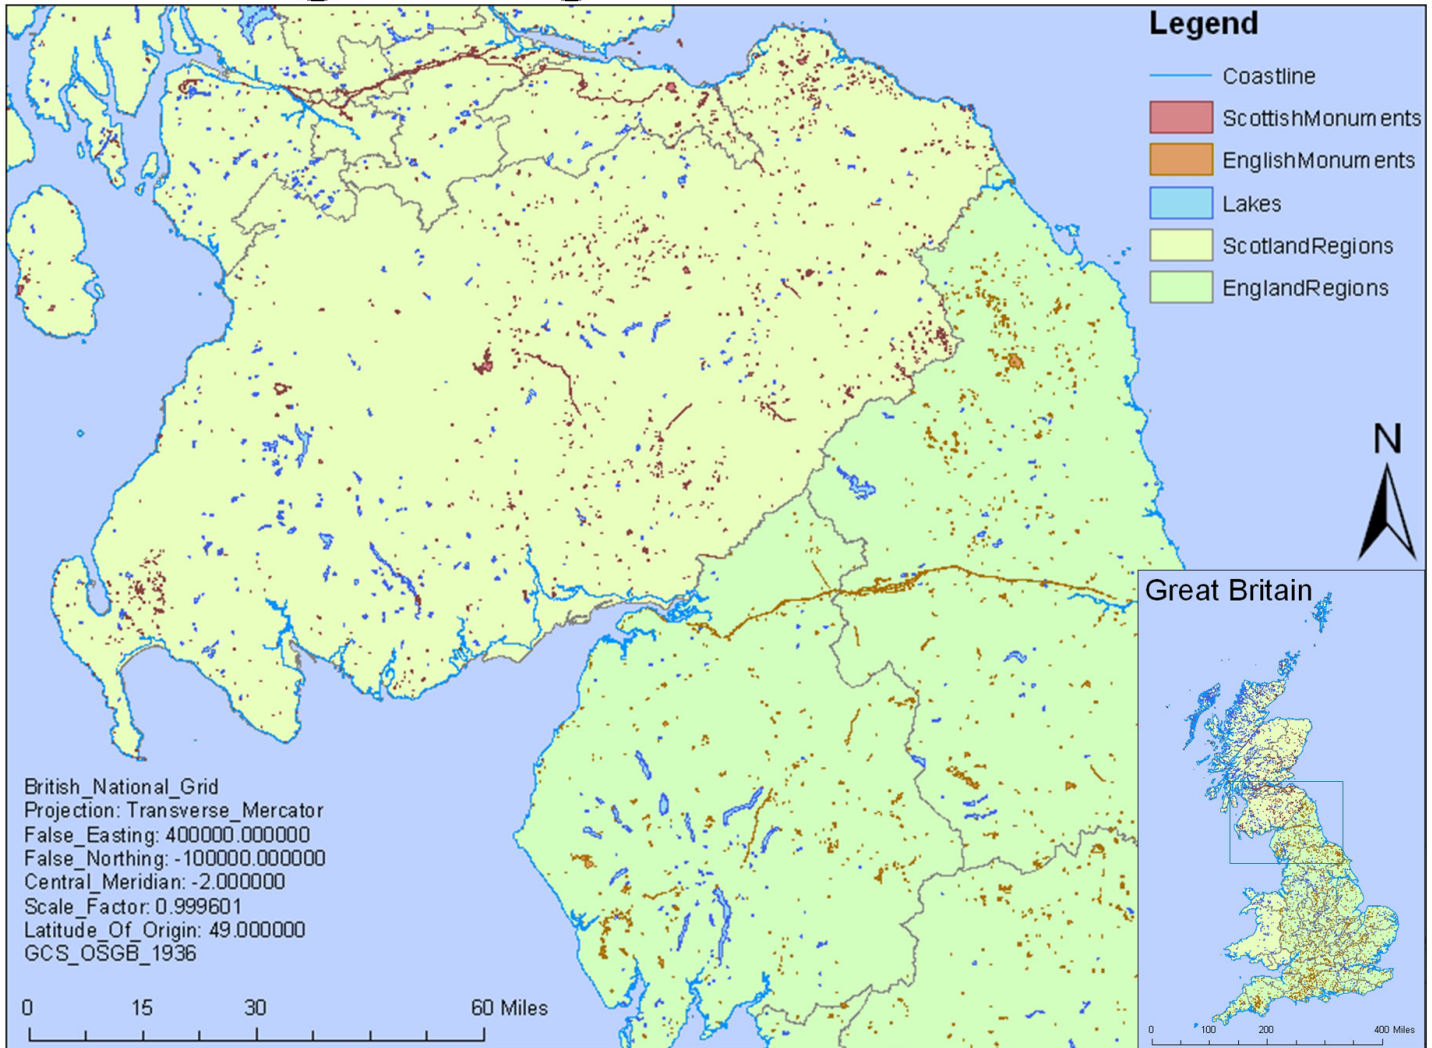 Legend
Coastline
ScottishMonuments
EnglishMonuments
Lakes
ScotlandRegions
EnglandRegions
N
Great Britain
British_National_Grid
Projection: Transverse_Mercator
False_Easting: 400000.000000
False_Northing: -100000.000000
Central_Meridian: -2.000000
Scale_Factor: 0.999601
Latitude_Of_Origin: 49.000000
GCS_OSGB_1936
0 15 30 60 Miles
0 100 200 400 Miles